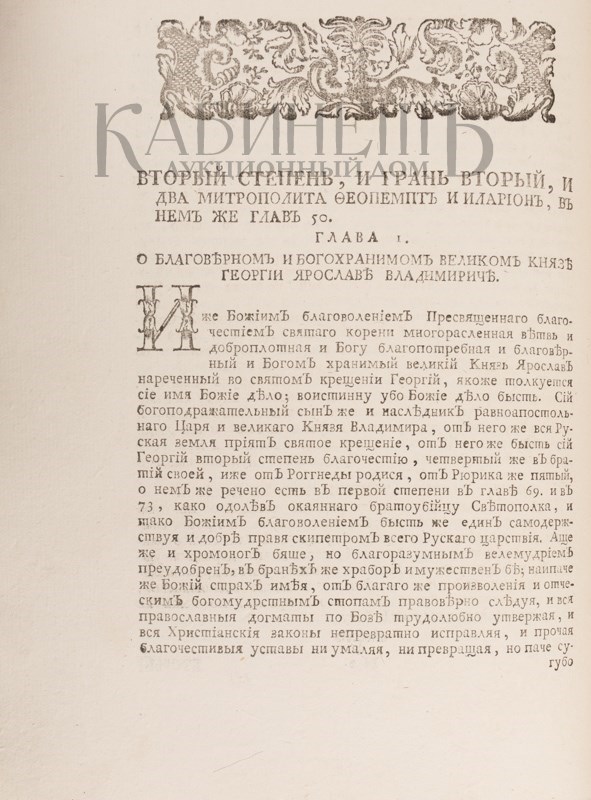 КАБИНЕТЪ
АУКЦИОННЫЙ ДОМ
ВТОРЫЙ СТЕПЕНЬ, И ГРАНЬ ВТОРЫЙ, И
ДВА МИТРОПОЛИТА ѲЕОПЕМПТЪ И ИЛАРІОНЪ, ВЪ
НЕМЪ ЖЕ ГЛАВЪ 50.
ГЛАВА 1.
О БЛАГОВѢРНОМЪ И БОГОХРАНИМОМЪ ВЕЛИКОМЪ КНЯЗѢ
ГЕОРГІИ ЯРОСЛАВѢ ВЛАДИМИРИЧѢ.
Иже Божіимъ благоволеніемъ Пресвященнаго благо-
честіемъ святаго корени многорасленная вѣтвь и
доброплотная и Богу благопотребная и благовѣр-
ный и Богомъ хранимый великій Князь Ярославъ
нареченный во святомъ крещеніи Георгій, якоже толкуется
сіе имя Божіе дѣло; воистинну убо Божіе дѣло бысть. Сій
богоподражательный сынъ же и наслѣдникъ равноапостоль-
наго Царя и великаго Князя Владимира, отъ него же вся Ру-
ская земля пріятъ святое крещеніе, отъ него же бысть сій
Георгій вторый степень благочестію, четвертый же въ бра-
тій своей, иже отъ Роггнеды родися, отъ Рюрика же пятый,
о немъ же речено есть въ первой степени въ главѣ 69. и въ
73, како одолѣвъ окаяннаго братоубійцу Свѣтополка, и
тако Божіимъ благоволеніемъ бысть же единъ самодерж-
ствуя и добрѣ правя скипетромъ всего Рускаго царствія. Аще
же и хромоногъ бяше, но благоразумнымъ велемудріемъ
преудобренъ, въ бранѣхъ же храборъ и мужественъ бѣ; наипаче
же Божій страхъ имѣя, отъ благаго же произволенія и отче-
скимъ богомудрстнымъ стопамъ правовѣрно слѣдуя, и вся
православныя догматы по Бозѣ трудолюбно утвержая, и
вся Христіанскія законы непревратно исправляя, и прочая
благочестивыя уставы ни умаляя, ни превращая, но паче су-
губо